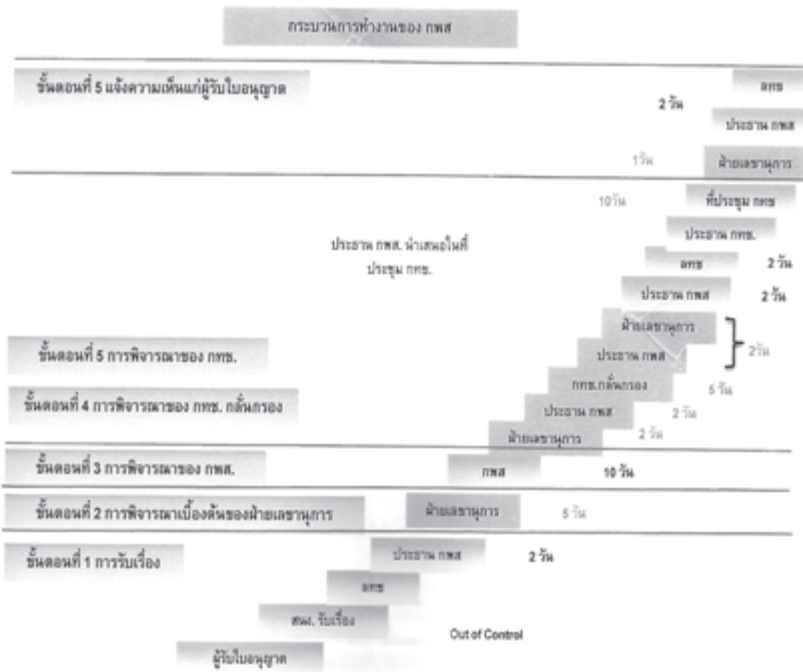 กระบวนการทำงานของ กพส
ขั้นตอนที่ 5 แจ้งความเห็นแก่ผู้รับใบอนุญาต
ลทช
2 วัน
ประธาน กพส
1วัน
ฝ่ายเลขานุการ
10วัน
ที่ประชุม กทช
ประธาน กทช.
ประธาน กพส. นำเสนอในที่
ประชุม กทช.
ลทช
2 วัน
ประธาน กพส
2 วัน
ฝ่ายเลขานุการ
ขั้นตอนที่ 5 การพิจารณาของ กทช.
ประธาน กพส
2วัน
กทช.กลั่นกรอง
5 วัน
ขั้นตอนที่ 4 การพิจารณาของ กทช. กลั่นกรอง
ประธาน กพส
2 วัน
ฝ่ายเลขานุการ
2 วัน
ขั้นตอนที่ 3 การพิจารณาของ กพส.
กพส
10 วัน
ขั้นตอนที่ 2 การพิจารณาเบื้องต้นของฝ่ายเลขานุการ
ฝ่ายเลขานุการ
5 วัน
ขั้นตอนที่ 1 การรับเรื่อง
ประธาน กพส
2 วัน
ลทช
สนง. รับเรื่อง
Out of Control
ผู้รับใบอนุญาต